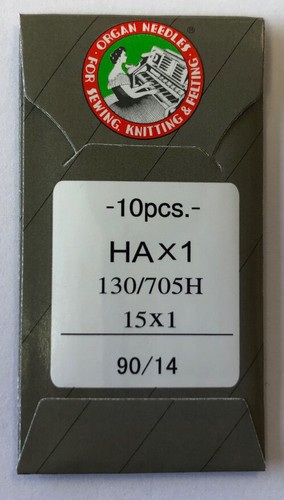 ORGAN NEEDLES
· FOR SEWING, KNITTING & FELTING ·
-10pcs.-
HA×1
130/705H
15x1
90/14